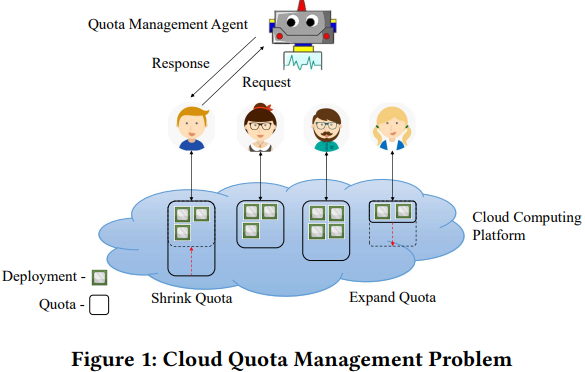 Quota Management Agent
Response
Request
Cloud Computing
Platform
Deployment -
Quota -
Shrink Quota
Expand Quota
Figure 1: Cloud Quota Management Problem